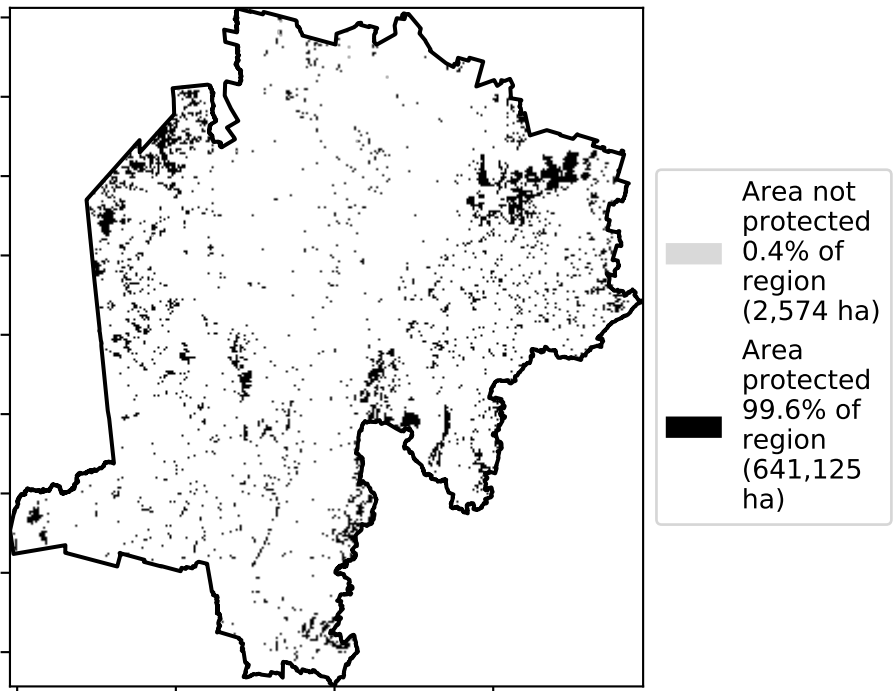 Area not
protected
0.4% of
region
(2,574 ha)
Area
protected
99.6% of
region
(641,125
ha)